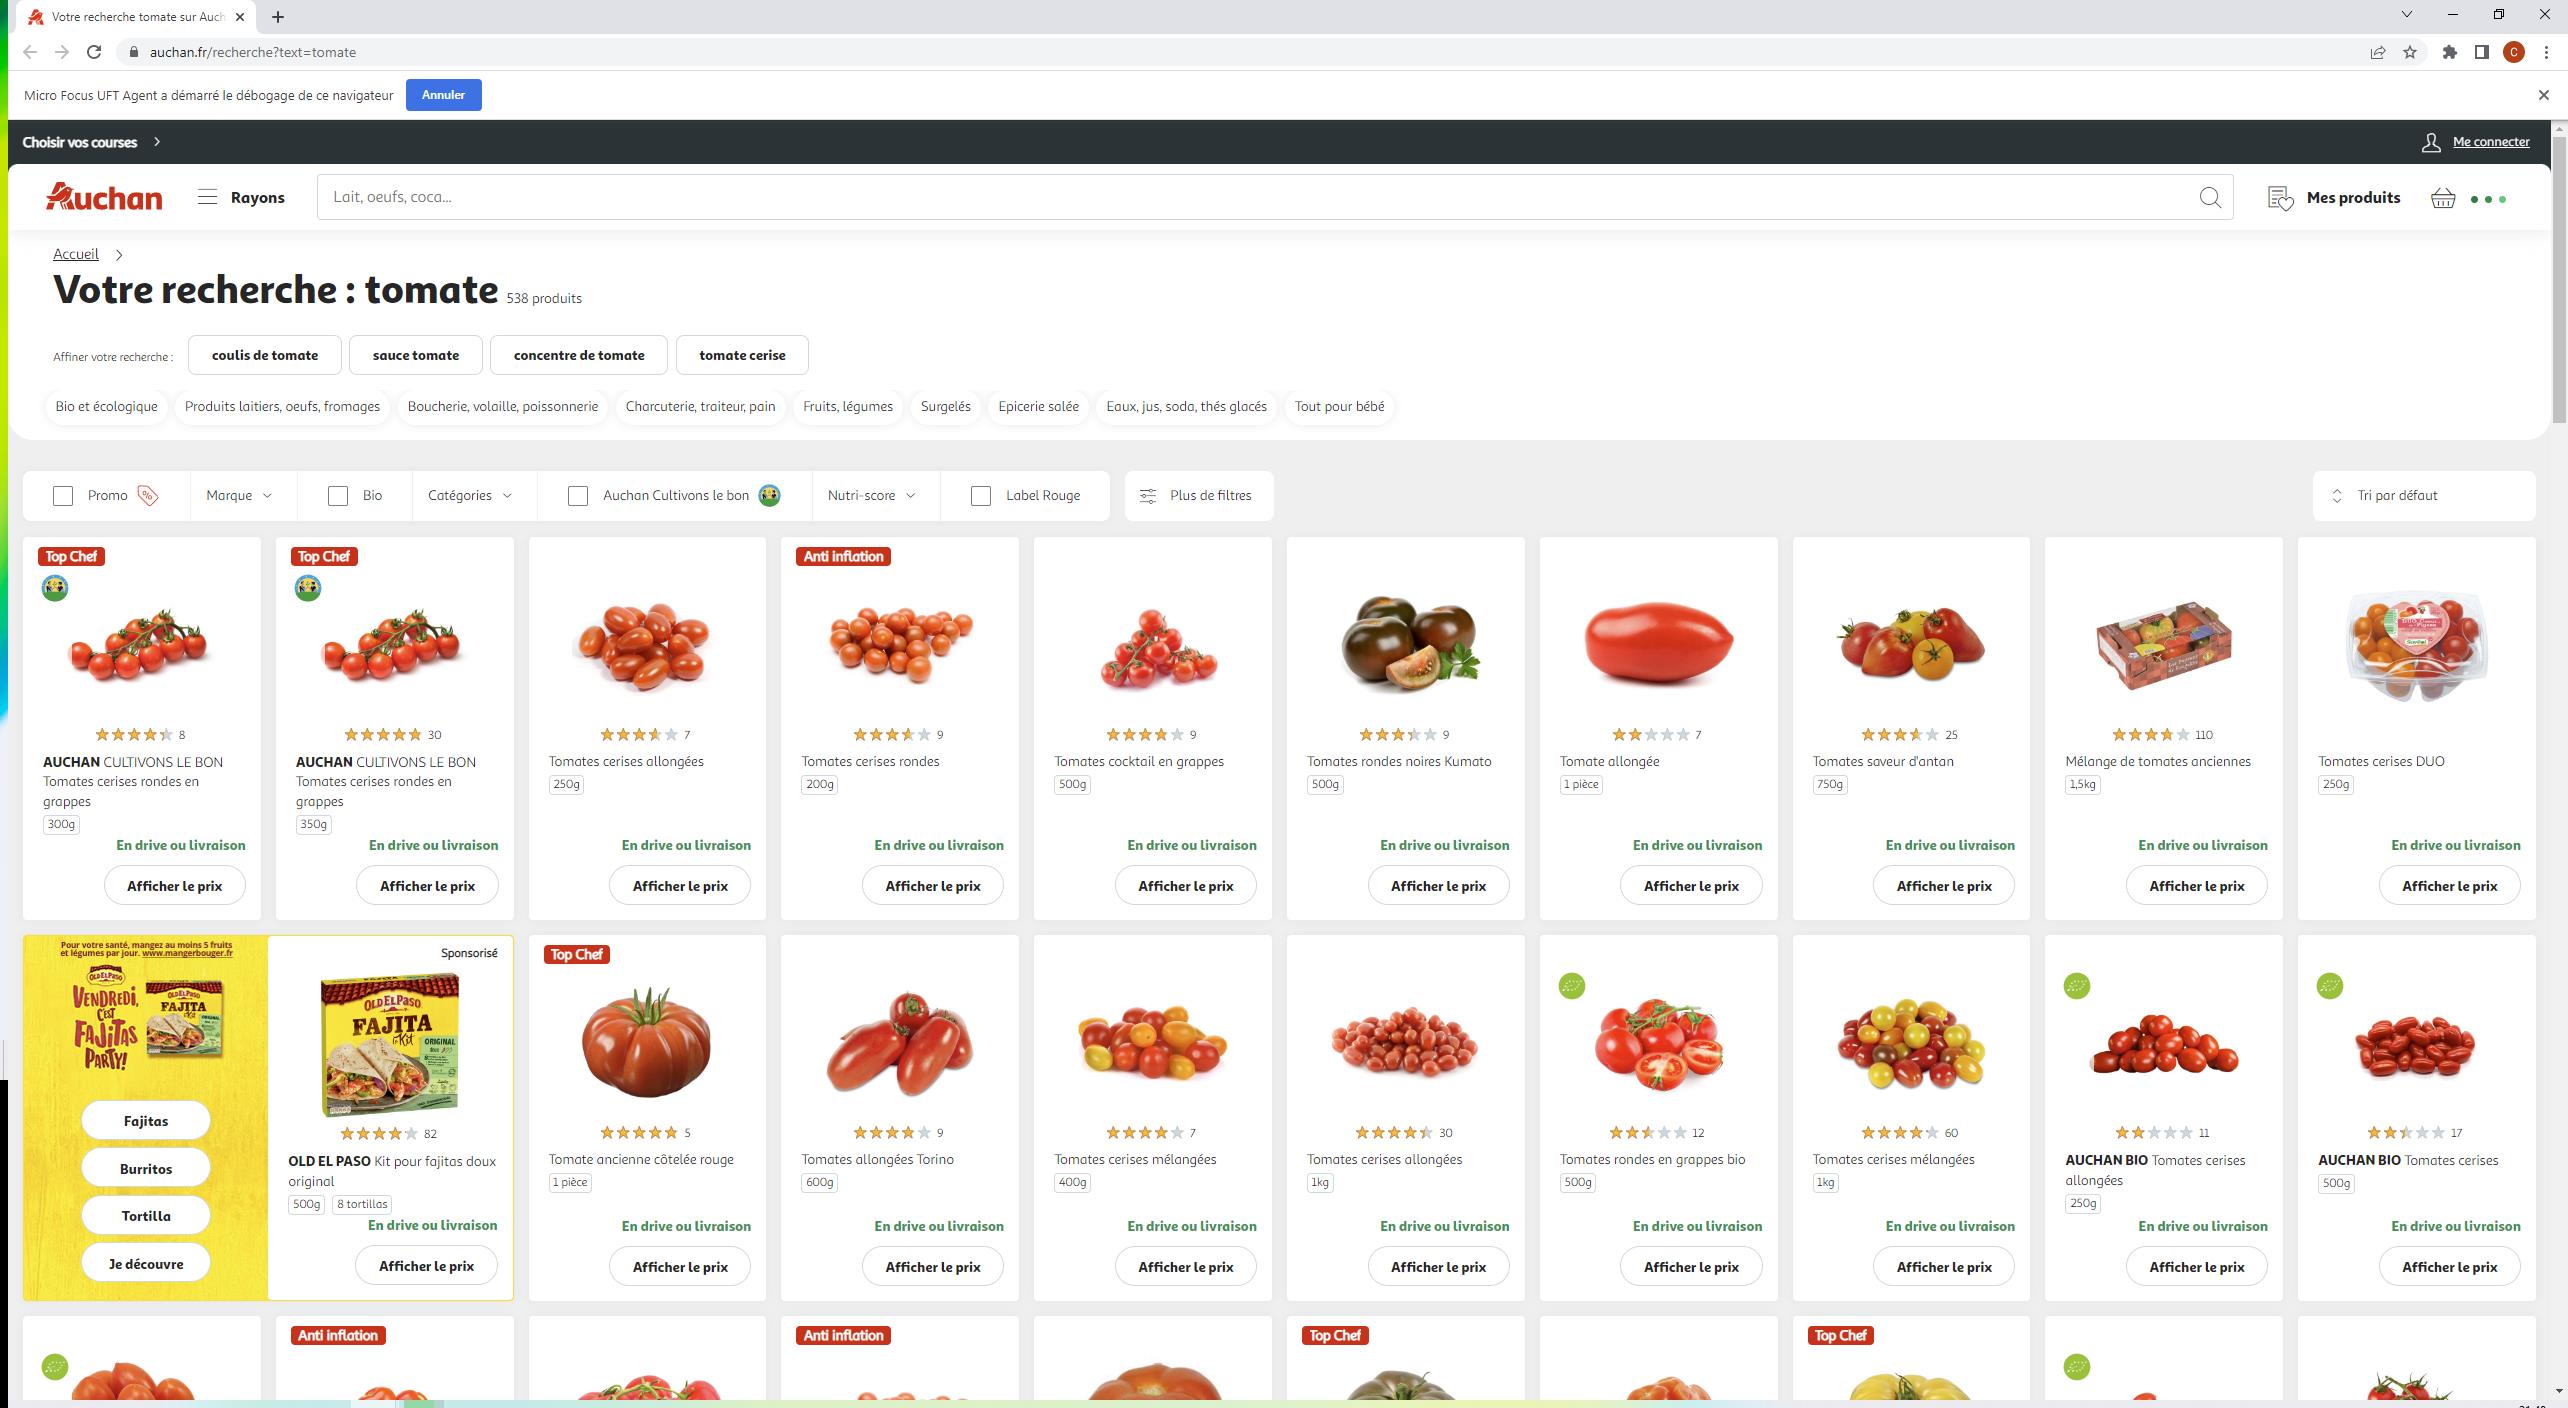 Votre recherche tomate sur Auch
auchan.fr/recherche?text=tomate
C
Micro Focus UFT Agent a démarré le débogage de ce navigateur
Annuler
Choisir vos courses
Me connecter
Auchan
Rayons
Lait, oeufs, coca...
Mes produits
Accueil
Votre recherche : tomate 538 produits
Affiner votre recherche :
coulis de tomate
sauce tomate
concentre de tomate
tomate cerise
Bio et écologique
Produits laitiers, oeufs, fromages
Boucherie, volaille, poissonnerie
Charcuterie, traiteur, pain
Fruits, légumes
Surgelés
Epicerie salée
Eaux, jus, soda, thés glacés
Tout pour bébé
Promo
Marque
Bio
Catégories
Auchan Cultivons le bon
Nutri-score
Label Rouge
Plus de filtres
Tri par défaut
Top Chef
8
AUCHAN CULTIVONS LE BON
Tomates cerises rondes en
grappes
300g
En drive ou livraison
Afficher le prix
Top Chef
30
AUCHAN CULTIVONS LE BON
Tomates cerises rondes en
grappes
350g
En drive ou livraison
Afficher le prix
7
Tomates cerises allongées
250g
En drive ou livraison
Afficher le prix
Anti inflation
9
Tomates cerises rondes
200g
En drive ou livraison
Afficher le prix
9
Tomates cocktail en grappes
500g
En drive ou livraison
Afficher le prix
9
Tomates rondes noires Kumato
500g
En drive ou livraison
Afficher le prix
7
Tomate allongée
1 pièce
En drive ou livraison
Afficher le prix
25
Tomates saveur d'antan
750g
En drive ou livraison
Afficher le prix
110
Mélange de tomates anciennes
1,5kg
En drive ou livraison
Afficher le prix
DUO
Tomates cerises DUO
250g
En drive ou livraison
Afficher le prix
Pour votre santé, mangez au moins 5 fruits
et légumes par jour. www.mangerbouger.fr
OLD EL PASO
VENDREDI,
C'EST
FAJITAS
PARTY!
OLD EL PASO
FAJITA
Kit
ORIGINAL
Fajitas
Burritos
Tortilla
Je découvre
Sponsorisé
OLD EL PASO
FAJITA
Kit
ORIGINAL
82
OLD EL PASO Kit pour fajitas doux
original
500g
8 tortillas
En drive ou livraison
Afficher le prix
Top Chef
5
Tomate ancienne côtelée rouge
1 pièce
En drive ou livraison
Afficher le prix
9
Tomates allongées Torino
600g
En drive ou livraison
Afficher le prix
7
Tomates cerises mélangées
400g
En drive ou livraison
Afficher le prix
30
Tomates cerises allongées
1kg
En drive ou livraison
Afficher le prix
12
Tomates rondes en grappes bio
500g
En drive ou livraison
Afficher le prix
60
Tomates cerises mélangées
1kg
En drive ou livraison
Afficher le prix
11
AUCHAN BIO Tomates cerises
allongées
250g
En drive ou livraison
Afficher le prix
17
AUCHAN BIO Tomates cerises
500g
En drive ou livraison
Afficher le prix
Anti inflation
Anti inflation
Top Chef
Top Chef